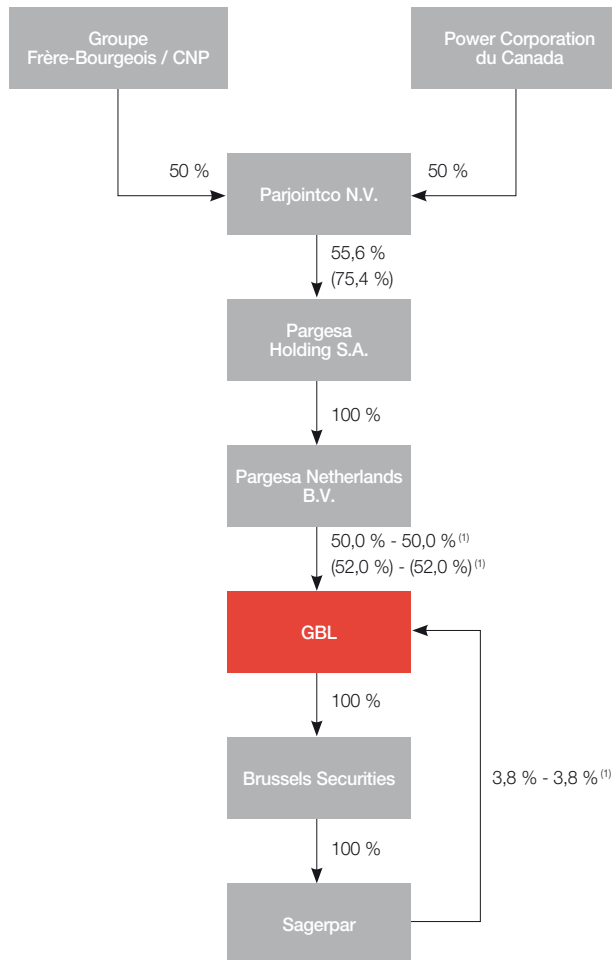 Groupe
Frère-Bourgeois / CNP
Power Corporation
du Canada
50 %
50 %
Parjointco N.V.
55,6 %
(75,4 %)
Pargesa
Holding S.A.
100 %
Pargesa Netherlands
B.V.
50,0 % - 50,0 % (1)
(52,0 %) - (52,0 %) (1)
GBL
100 %
Brussels Securities
3,8 % - 3,8 % (1)
100 %
Sagerpar